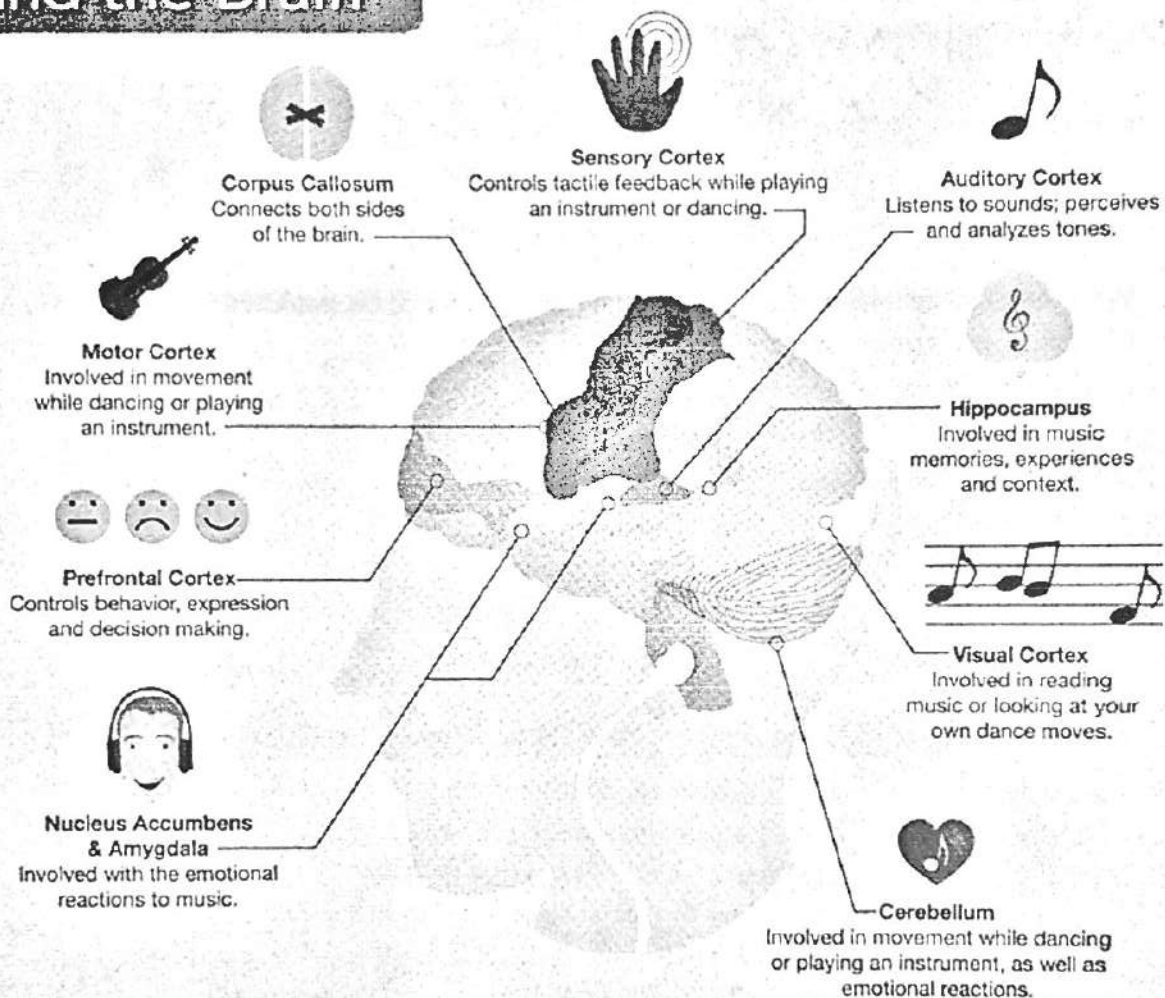 and the Brain
Corpus Callosum
Connects both sides
of the brain.
Sensory Cortex
Controls tactile feedback while playing
an instrument or dancing.
Auditory Cortex
Listens to sounds; perceives
and analyzes tones.
Motor Cortex
Involved in movement
while dancing or playing
an instrument.
Hippocampus
Involved in music
memories, experiences
and context.
Prefrontal Cortex
Controls behavior, expression
and decision making.
Visual Cortex
Involved in reading
music or looking at your
own dance moves.
Nucleus Accumbens
& Amygdala
Involved with the emotional
reactions to music.
Cerebellum
Involved in movement while dancing
or playing an instrument, as well as
emotional reactions.